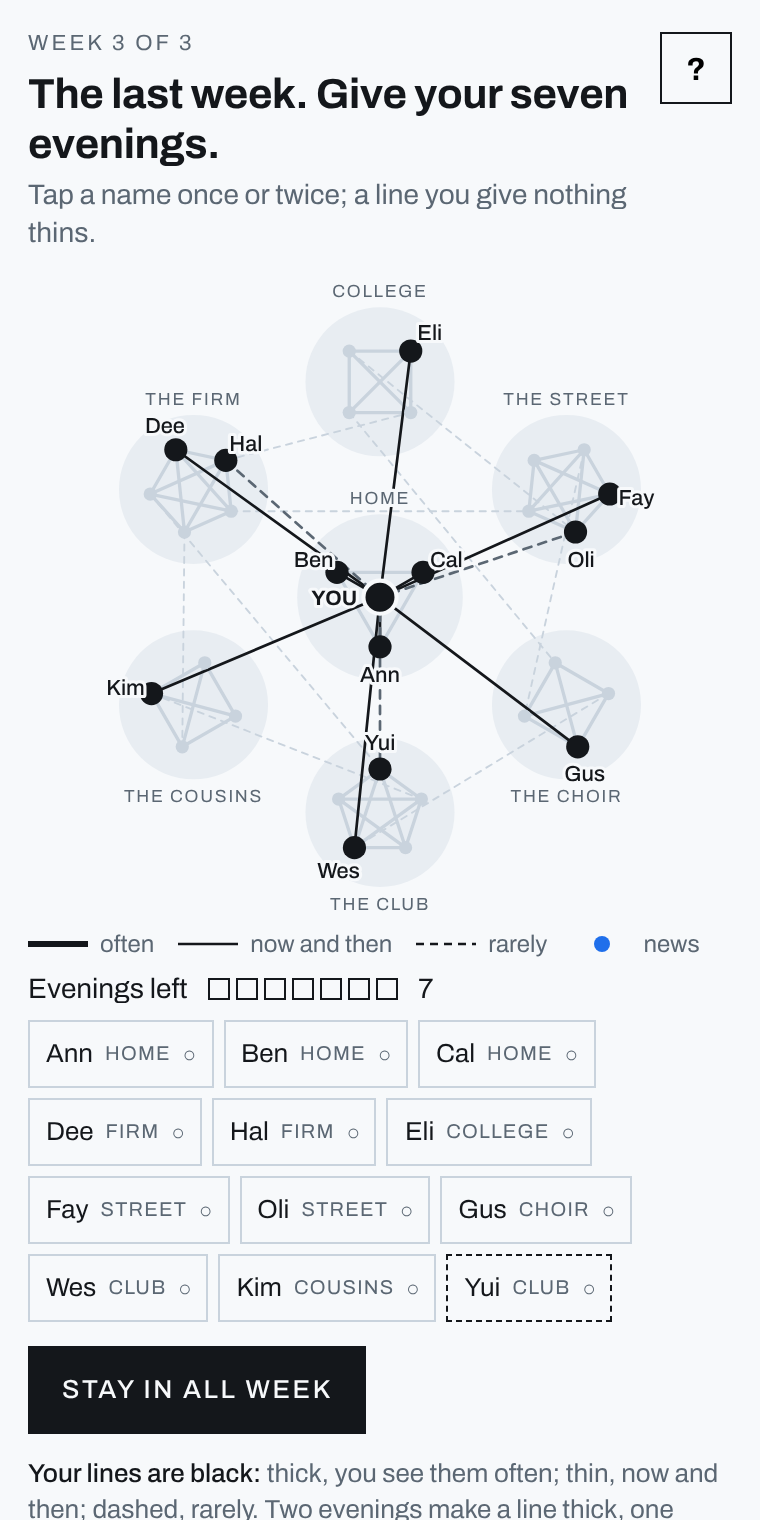 WEEK 3 OF 3
?
The last week. Give your seven
evenings.
Tap a name once or twice; a line you give nothing
thins.
COLLEGE
Eli
THE FIRM
THE STREET
Dee
Hal
HOME
Fay
Ben
Cal
Oli
YOU
Ann
Kim
Yui
Gus
THE COUSINS
THE CHOIR
Wes
THE CLUB
often
now and then
rarely
news
Evenings left 7
Ann HOME
Ben HOME
Cal HOME
Dee FIRM
Hal FIRM
Eli COLLEGE
Fay STREET
Oli STREET
Gus CHOIR
Wes CLUB
Kim COUSINS
Yui CLUB
STAY IN ALL WEEK
Your lines are black: thick, you see them often; thin, now and
then; dashed, rarely. Two evenings make a line thick, one